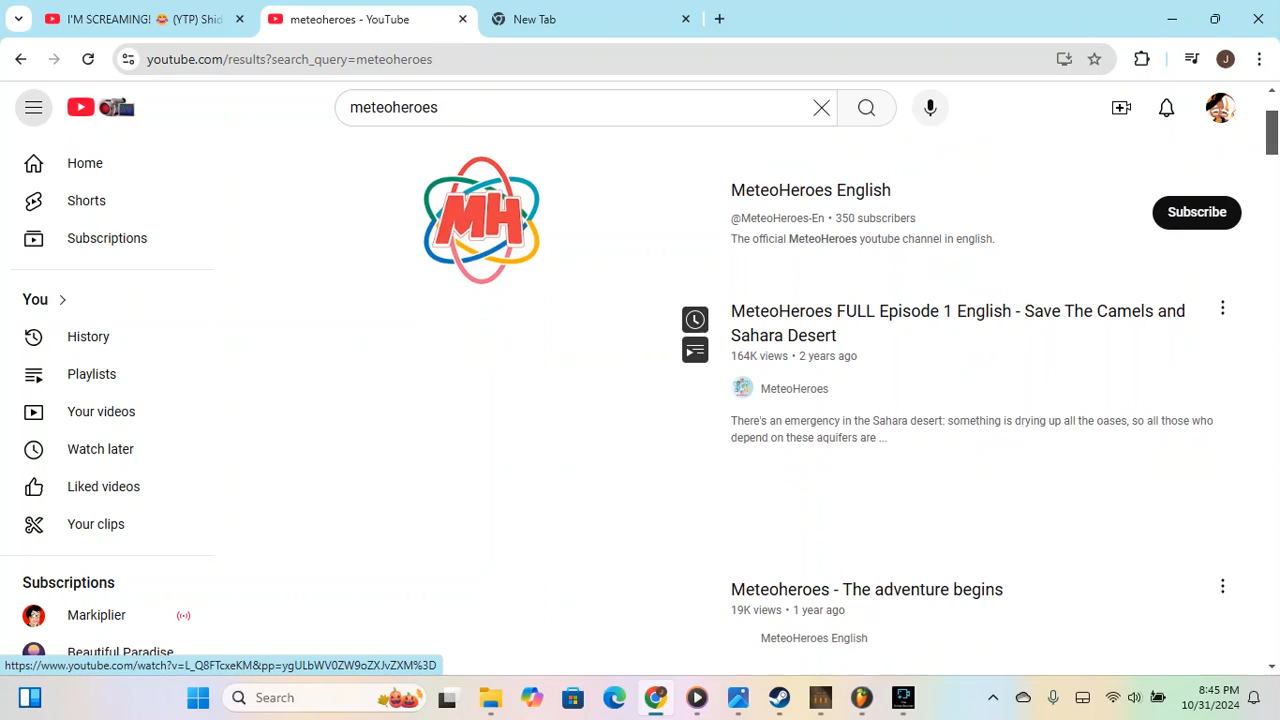 I'M SCREAMING! 😂 (YTP) Shid
meteoheroes - YouTube
New Tab
youtube.com/results?search_query=meteoheroes
meteoheroes
Home
Shorts
Subscriptions
You
History
Playlists
Your videos
Watch later
Liked videos
Your clips
Subscriptions
Markiplier
Beautiful Paradise
MH
MeteoHeroes English
@MeteoHeroes-En • 350 subscribers
The official MeteoHeroes youtube channel in english.
Subscribe
MeteoHeroes FULL Episode 1 English - Save The Camels and
Sahara Desert
164K views • 2 years ago
MeteoHeroes
There's an emergency in the Sahara desert: something is drying up all the oases, so all those who
depend on these aquifers are ...
Meteoheroes - The adventure begins
19K views • 1 year ago
MeteoHeroes English
https://www.youtube.com/watch?v=L_Q8FTcxeKM&pp=ygULbWV0ZW9oZXJvZXM%3D
Search
8:45 PM
10/31/2024
J